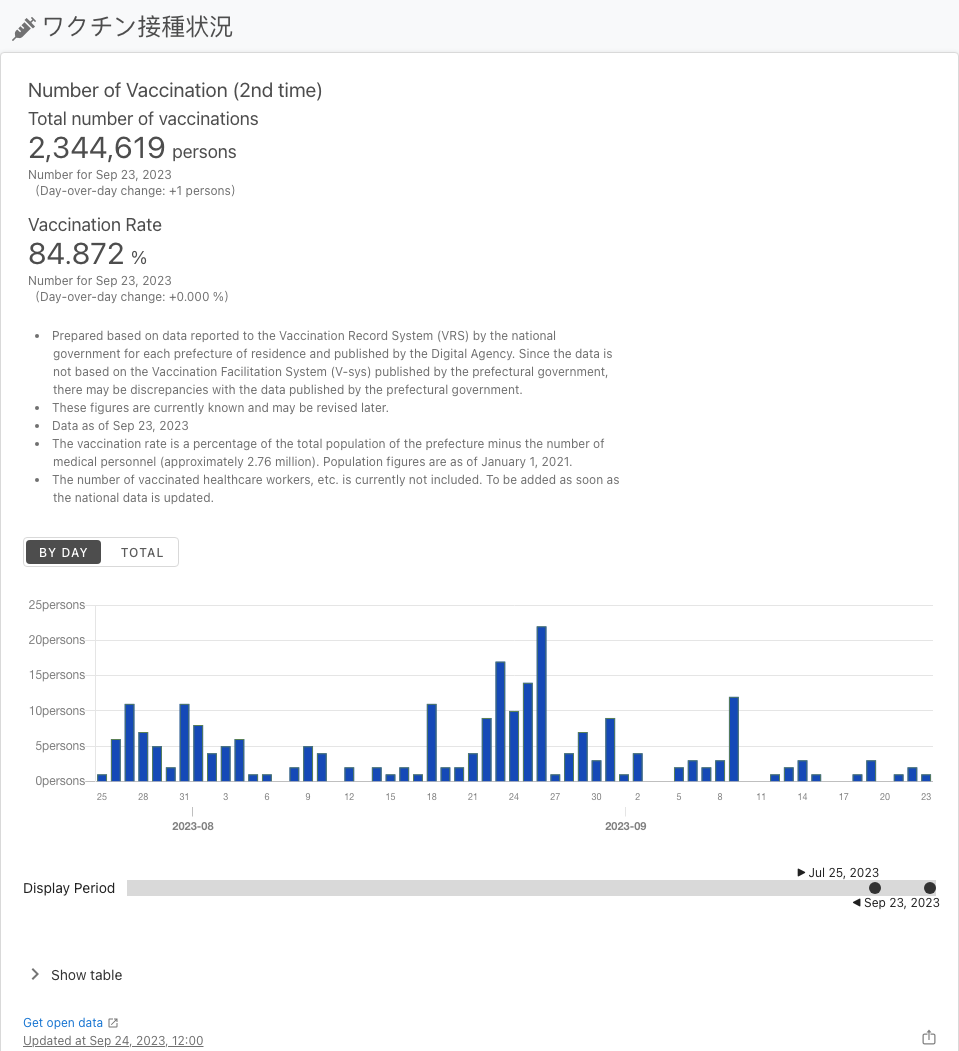 ワクチン接種状況
Number of Vaccination (2nd time)
Total number of vaccinations
2,344,619 persons
Number for Sep 23, 2023
(Day-over-day change: +1 persons)
Vaccination Rate
84.872 %
Number for Sep 23, 2023
(Day-over-day change: +0.000 %)
• Prepared based on data reported to the Vaccination Record System (VRS) by the national
government for each prefecture of residence and published by the Digital Agency. Since the data is
not based on the Vaccination Facilitation System (V-sys) published by the prefectural government,
there may be discrepancies with the data published by the prefectural government.
• These figures are currently known and may be revised later.
• Data as of Sep 23, 2023
• The vaccination rate is a percentage of the total population of the prefecture minus the number of
medical personnel (approximately 2.76 million). Population figures are as of January 1, 2021.
• The number of vaccinated healthcare workers, etc. is currently not included. To be added as soon as
the national data is updated.
BY DAY TOTAL
25persons
20persons
15persons
10persons
5persons
0persons
25 28 31 3 6 9 12 15 18 21 24 27 30 2 5 8 11 14 17 20 23
2023-08 2023-09
Jul 25, 2023
Display Period
Sep 23, 2023
Show table
Get open data
Updated at Sep 24, 2023, 12:00